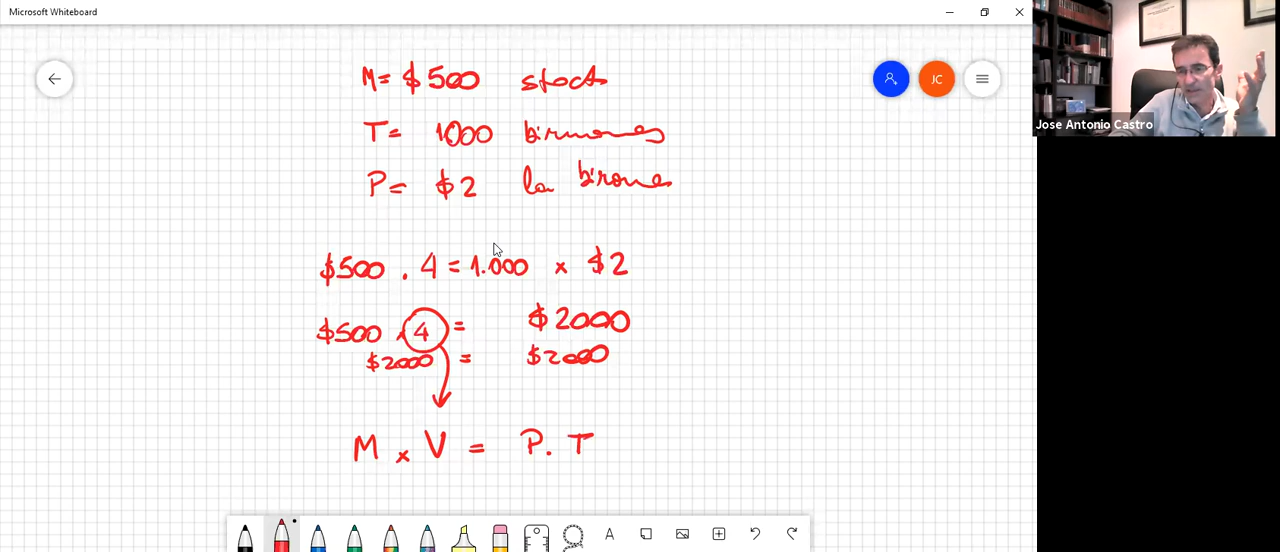 Microsoft Whiteboard
M= $500 stock
T= 1000 biromes
P= $2 la birome
JC
Jose Antonio Castro
$500 . 4 = 1.000 x $2
$500 x 4 = $2000
$2000 = $2000
M x V = P. T
A